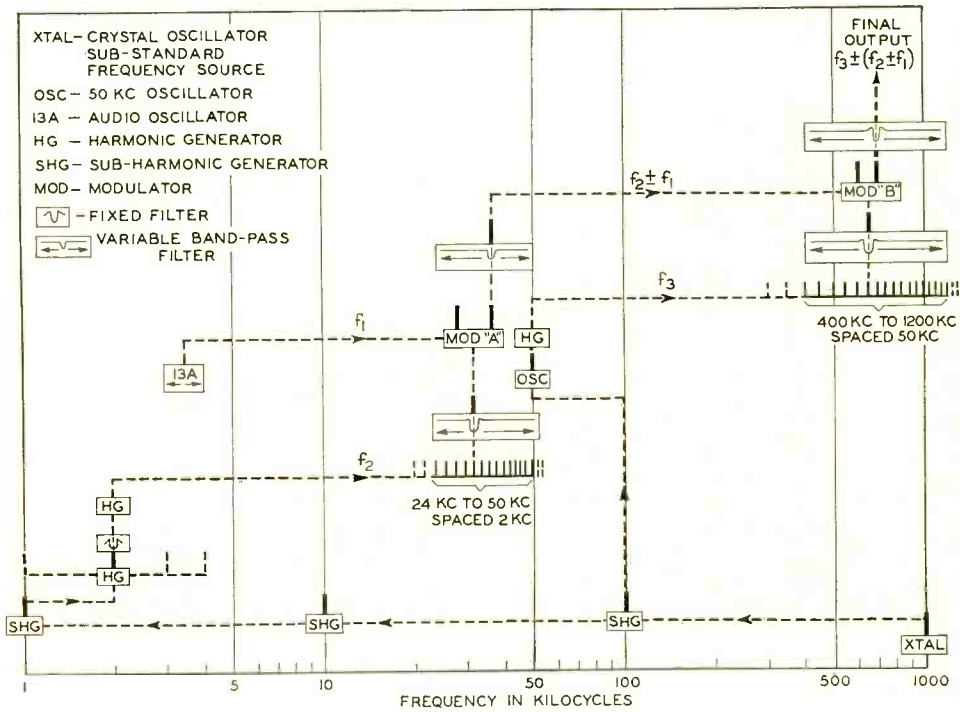 XTAL– CRYSTAL OSCILLATOR
SUB-STANDARD
FREQUENCY SOURCE
OSC – 50 KC OSCILLATOR
13A – AUDIO OSCILLATOR
HG – HARMONIC GENERATOR
SHG– SUB-HARMONIC GENERATOR
MOD– MODULATOR
– FIXED FILTER
VARIABLE BAND-PASS
FILTER
FINAL
OUTPUT
f3±(f2±f1)
MOD"B"
f2±f1
f3
400 KC TO 1200 KC
SPACED 50 KC
f1
MOD"A"
HG
13A
OSC
f2
24 KC TO 50 KC
SPACED 2 KC
HG
HG
SHG
SHG
SHG
XTAL
1
5
10
50
100
500
1000
FREQUENCY IN KILOCYCLES